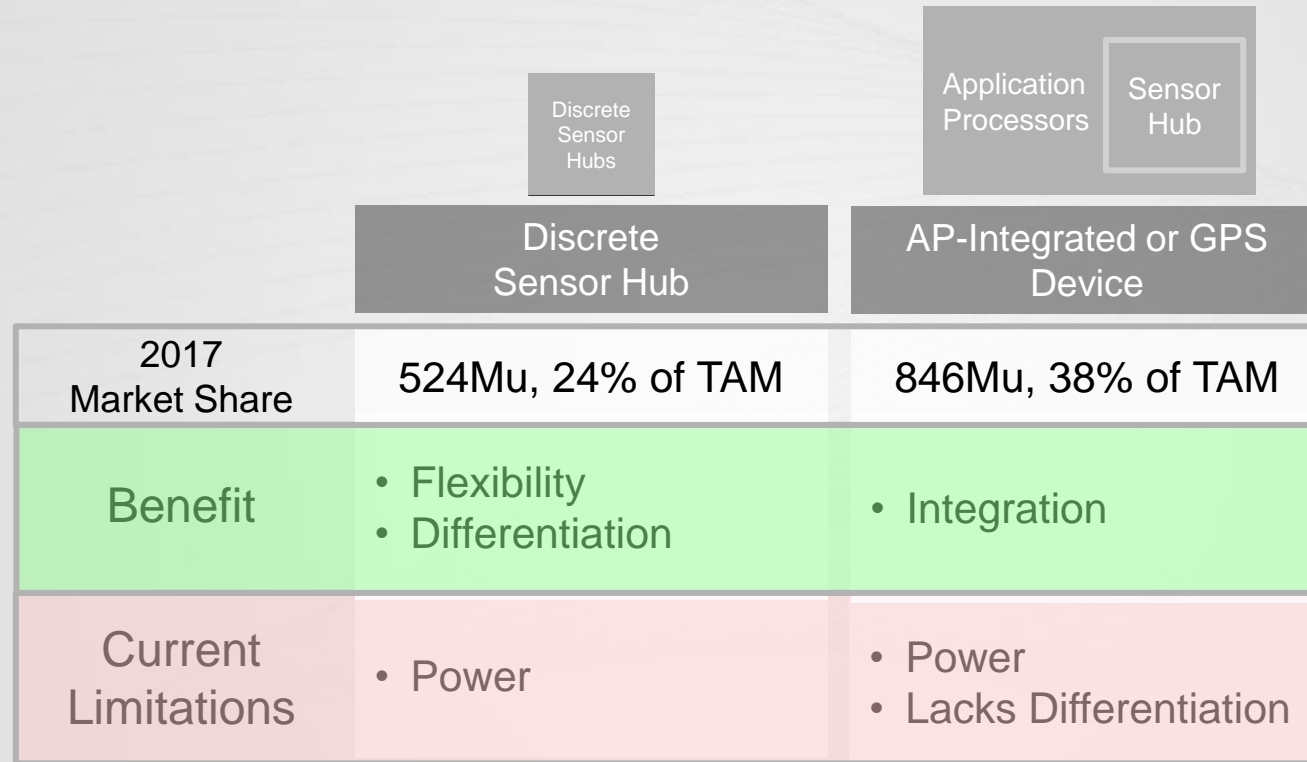 Discrete
Sensor
Hubs
Application
Processors
Sensor
Hub
Discrete
Sensor Hub
AP-Integrated or GPS
Device
2017
Market Share
524Mu, 24% of TAM
846Mu, 38% of TAM
Benefit
• Flexibility
• Differentiation
• Integration
Current
Limitations
• Power
• Power
• Lacks Differentiation